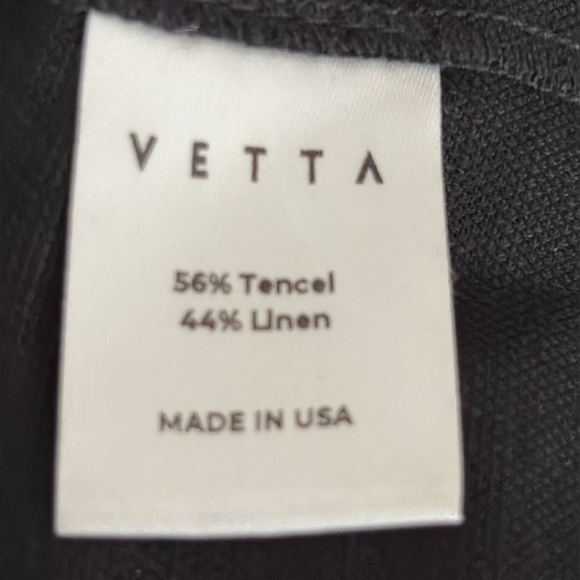 VETTA
56% Tencel
44% Linen
MADE IN USA